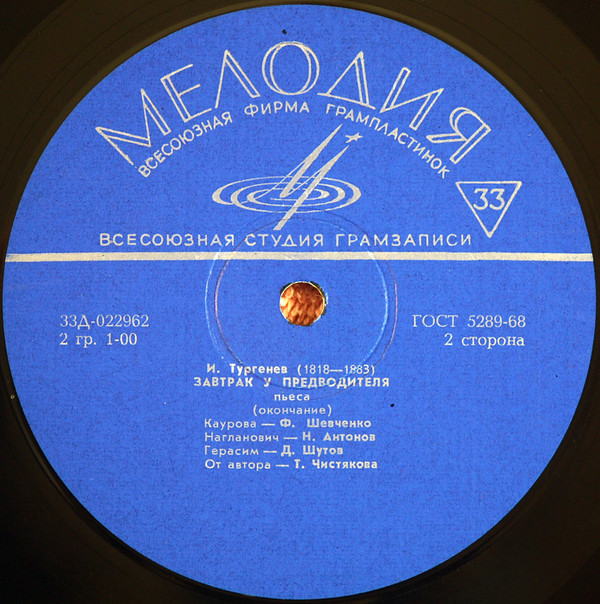 МЕЛОДИЯ
ВСЕСОЮЗНАЯ ФИРМА ГРАМПЛАСТИНОК
33
ВСЕСОЮЗНАЯ СТУДИЯ ГРАМЗАПИСИ
33Д-022962
2 гр. 1-00
ГОСТ 5289-68
2 сторона
И. Тургенев (1818—1883)
ЗАВТРАК У ПРЕДВОДИТЕЛЯ
пьеса
(окончание)
Каурова — Ф. Шевченко
Нагланович — Н. Антонов
Герасим — Д. Шутов
От автора — Т. Чистякова